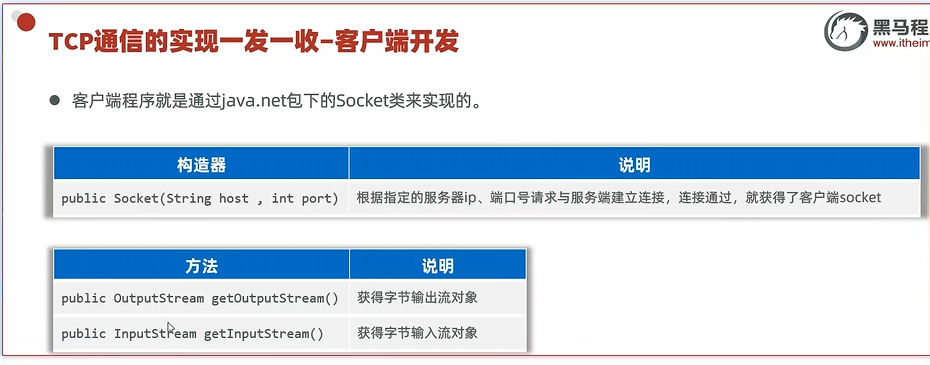 TCP通信的实现一发一收–客户端开发
黑马程
www.itheim
客户端程序就是通过java.net包下的Socket类来实现的。
构造器 说明
public Socket(String host , int port) 根据指定的服务器ip、端口号请求与服务端建立连接，连接通过，就获得了客户端socket
方法 说明
public OutputStream getOutputStream() 获得字节输出流对象
public InputStream getInputStream() 获得字节输入流对象